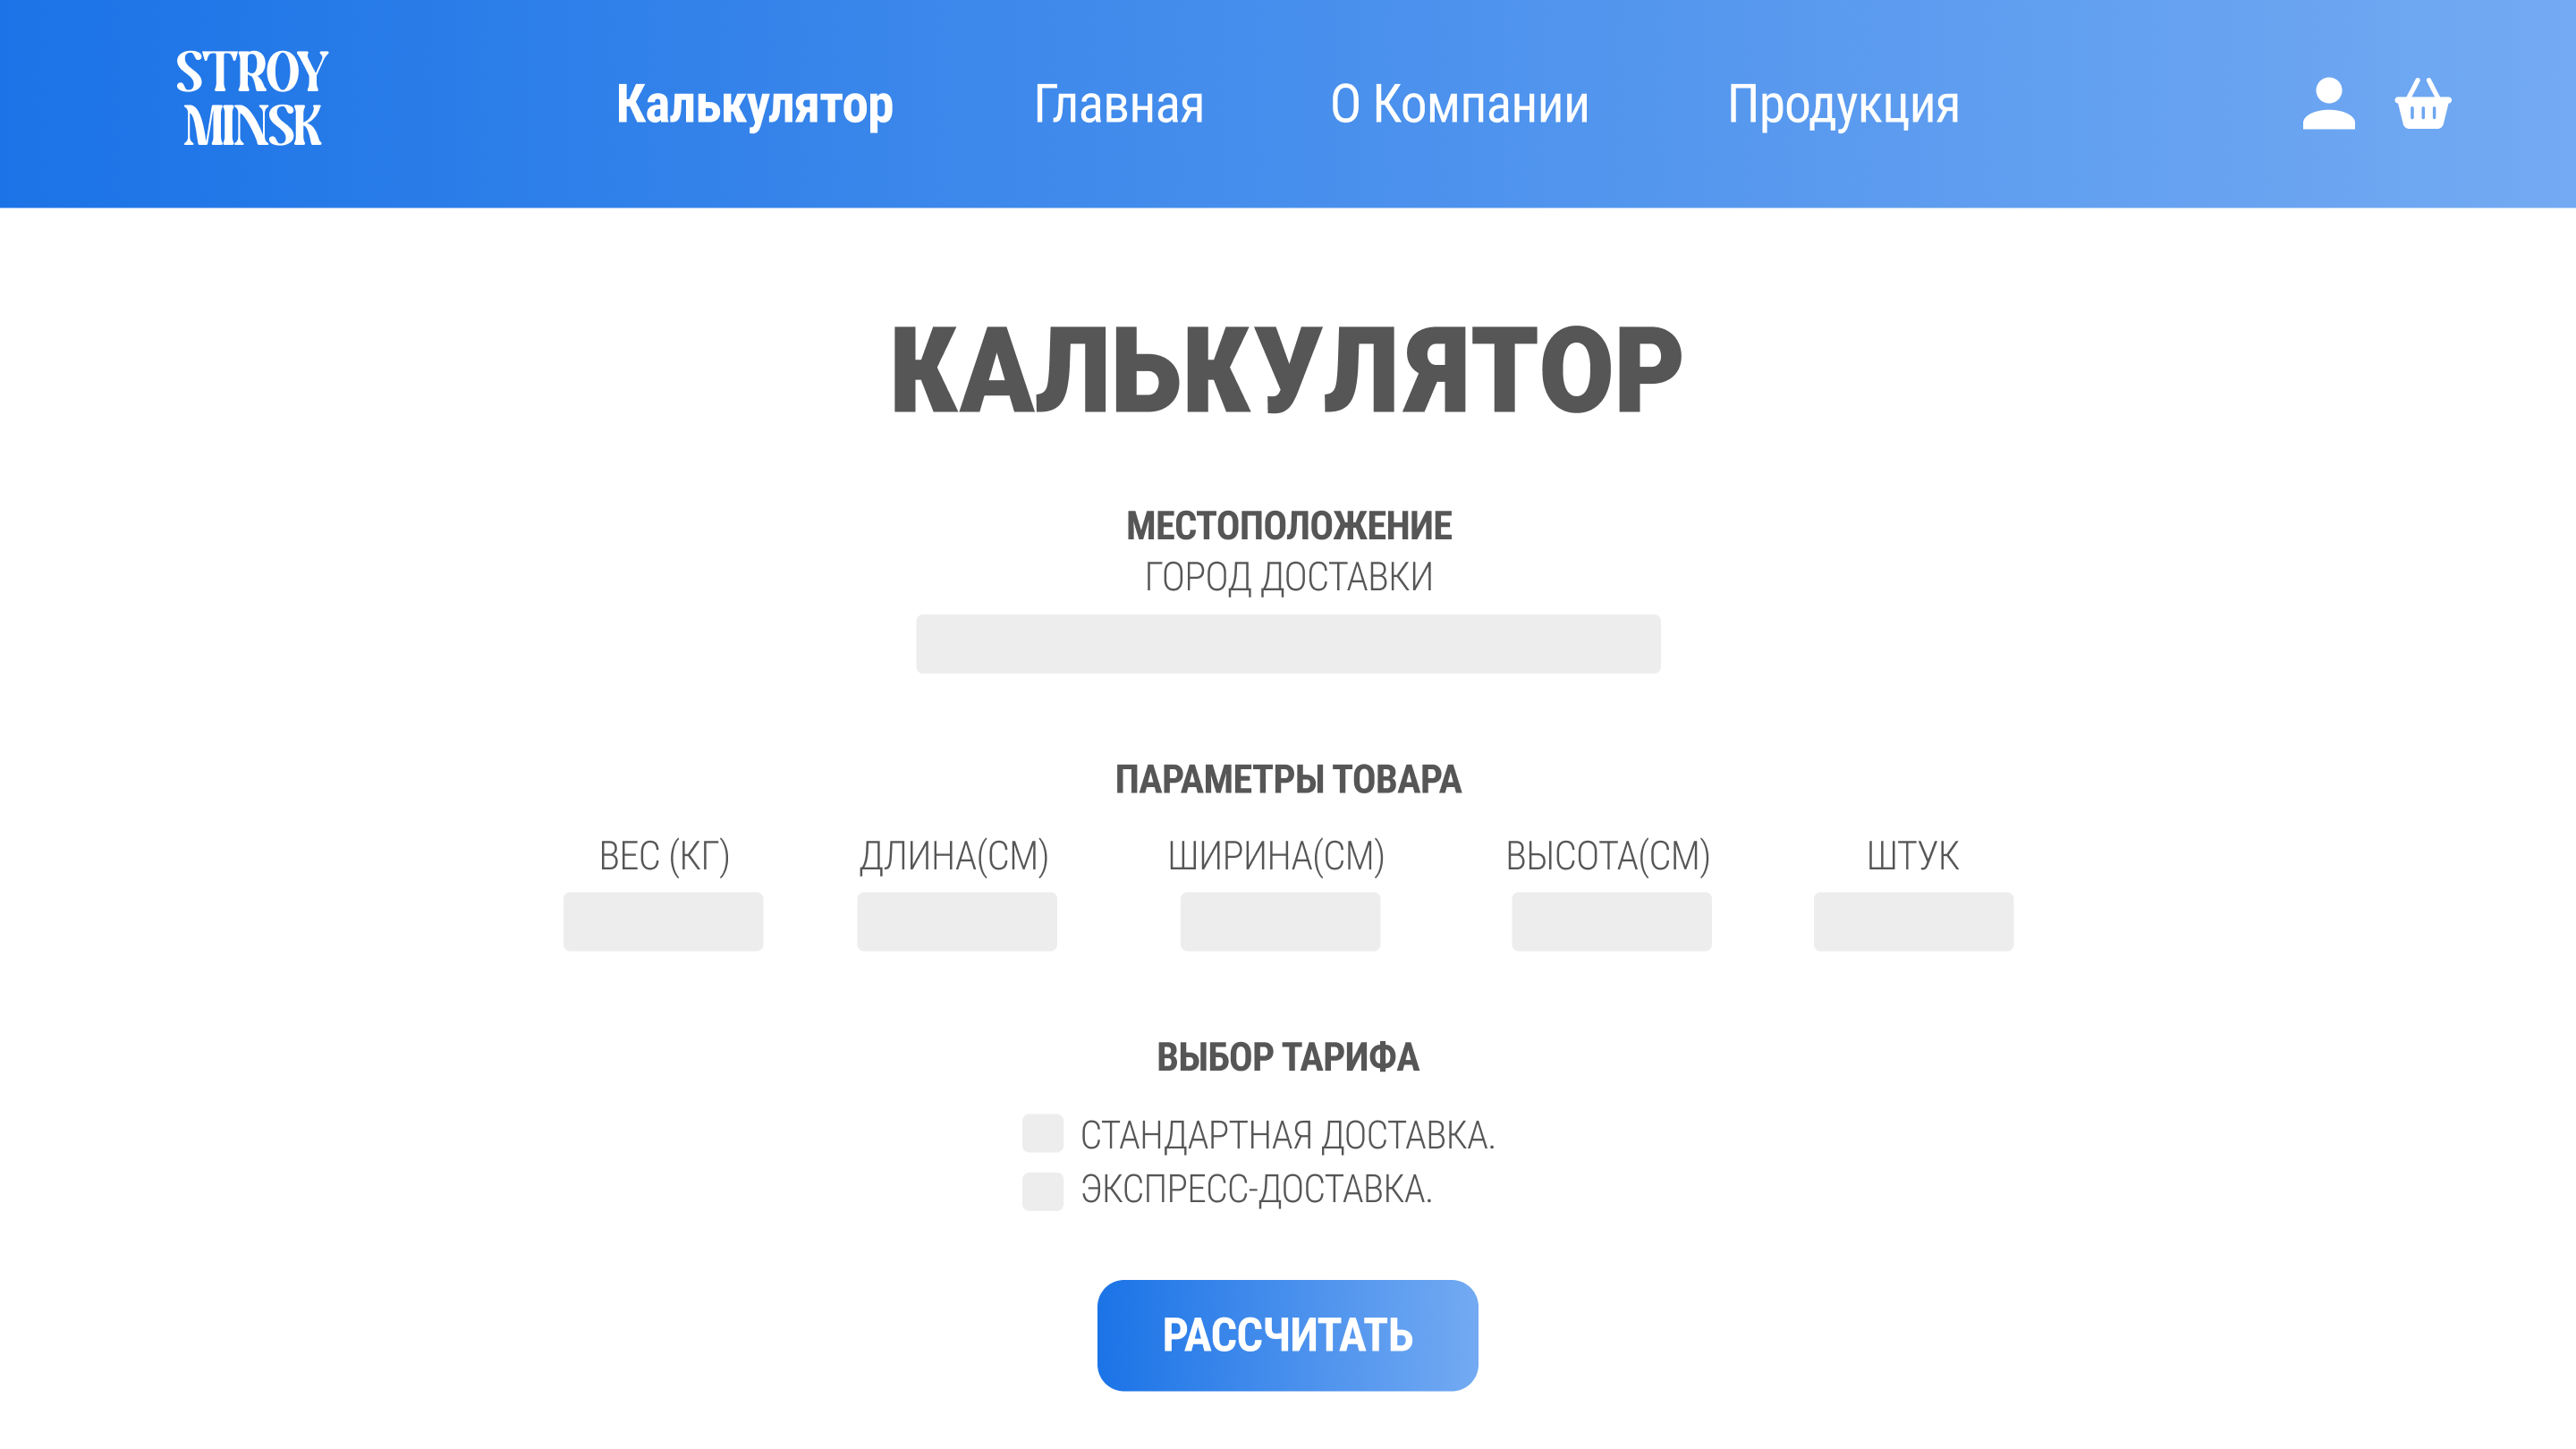 STROY
MINSK
Калькулятор Главная О Компании Продукция
КАЛЬКУЛЯТОР
МЕСТОПОЛОЖЕНИЕ
ГОРОД ДОСТАВКИ
ПАРАМЕТРЫ ТОВАРА
ВЕС (КГ) ДЛИНА(СМ) ШИРИНА(СМ) ВЫСОТА(СМ) ШТУК
ВЫБОР ТАРИФА
СТАНДАРТНАЯ ДОСТАВКА.
ЭКСПРЕСС-ДОСТАВКА.
РАССЧИТАТЬ